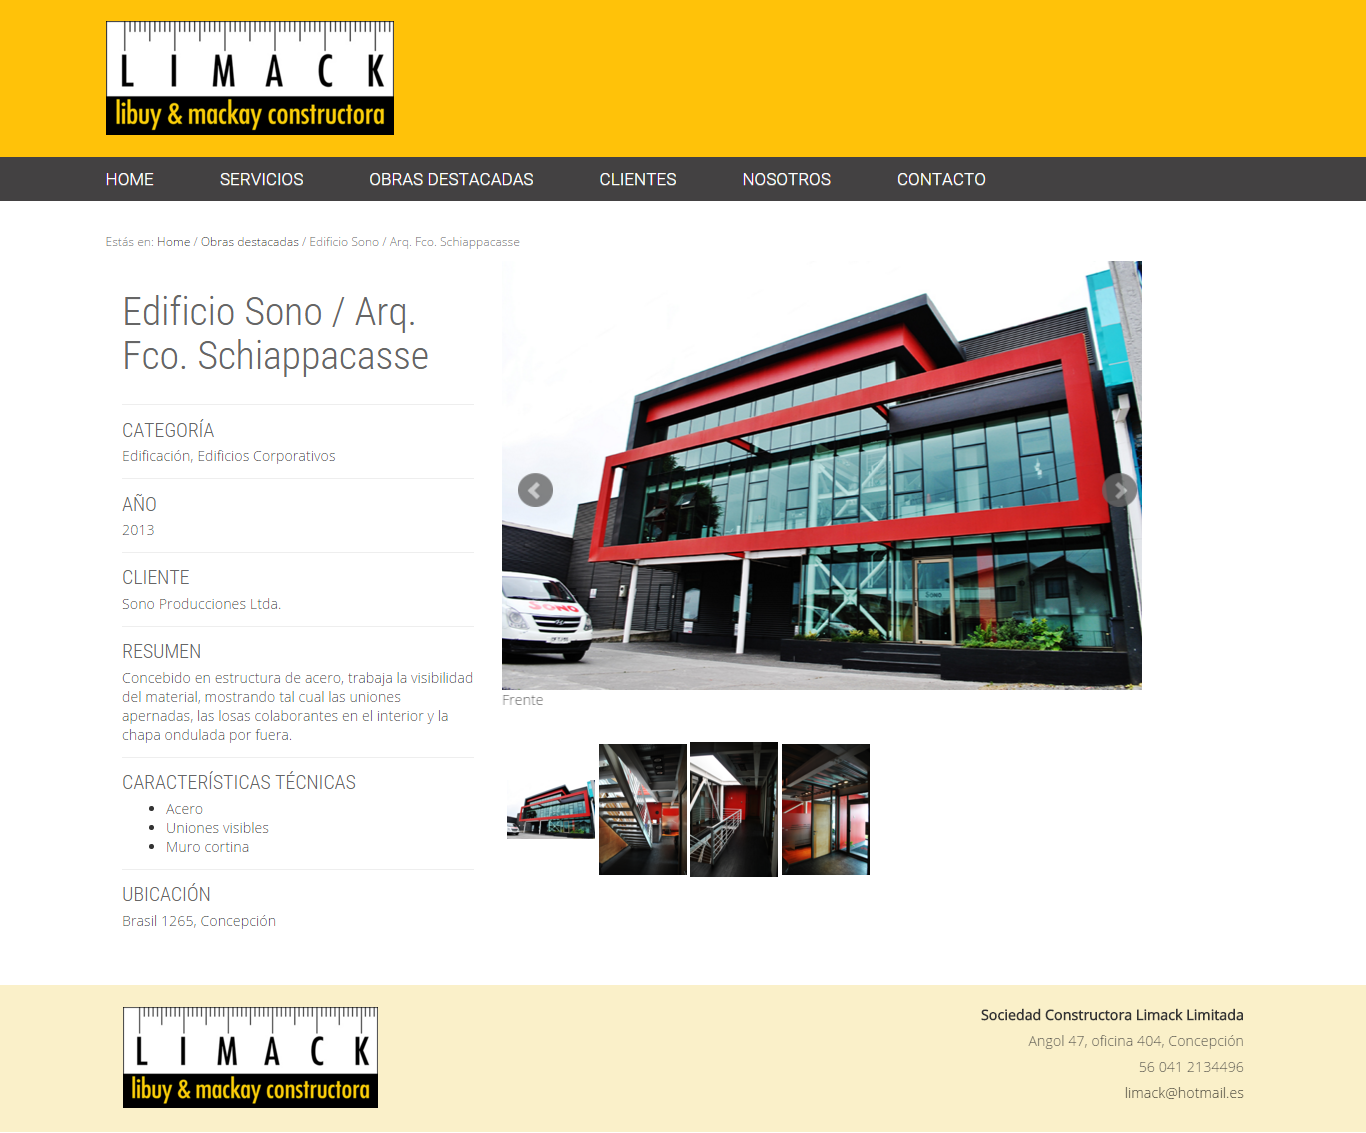 LIMACK
libuy & mackay constructora
HOME SERVICIOS OBRAS DESTACADAS CLIENTES NOSOTROS CONTACTO
Estás en: Home / Obras destacadas / Edificio Sono / Arq. Fco. Schiappacasse
Edificio Sono / Arq.
Fco. Schiappacasse
CATEGORÍA
Edificación, Edificios Corporativos
AÑO
2013
CLIENTE
Sono Producciones Ltda.
RESUMEN
Concebido en estructura de acero, trabaja la visibilidad
del material, mostrando tal cual las uniones
apernadas, las losas colaborantes en el interior y la
chapa ondulada por fuera.
CARACTERÍSTICAS TÉCNICAS
Acero
Uniones visibles
Muro cortina
UBICACIÓN
Brasil 1265, Concepción
SONO
SONO
Frente
LIMACK
libuy & mackay constructora
Sociedad Constructora Limack Limitada
Angol 47, oficina 404, Concepción
56 041 2134496
limack@hotmail.es